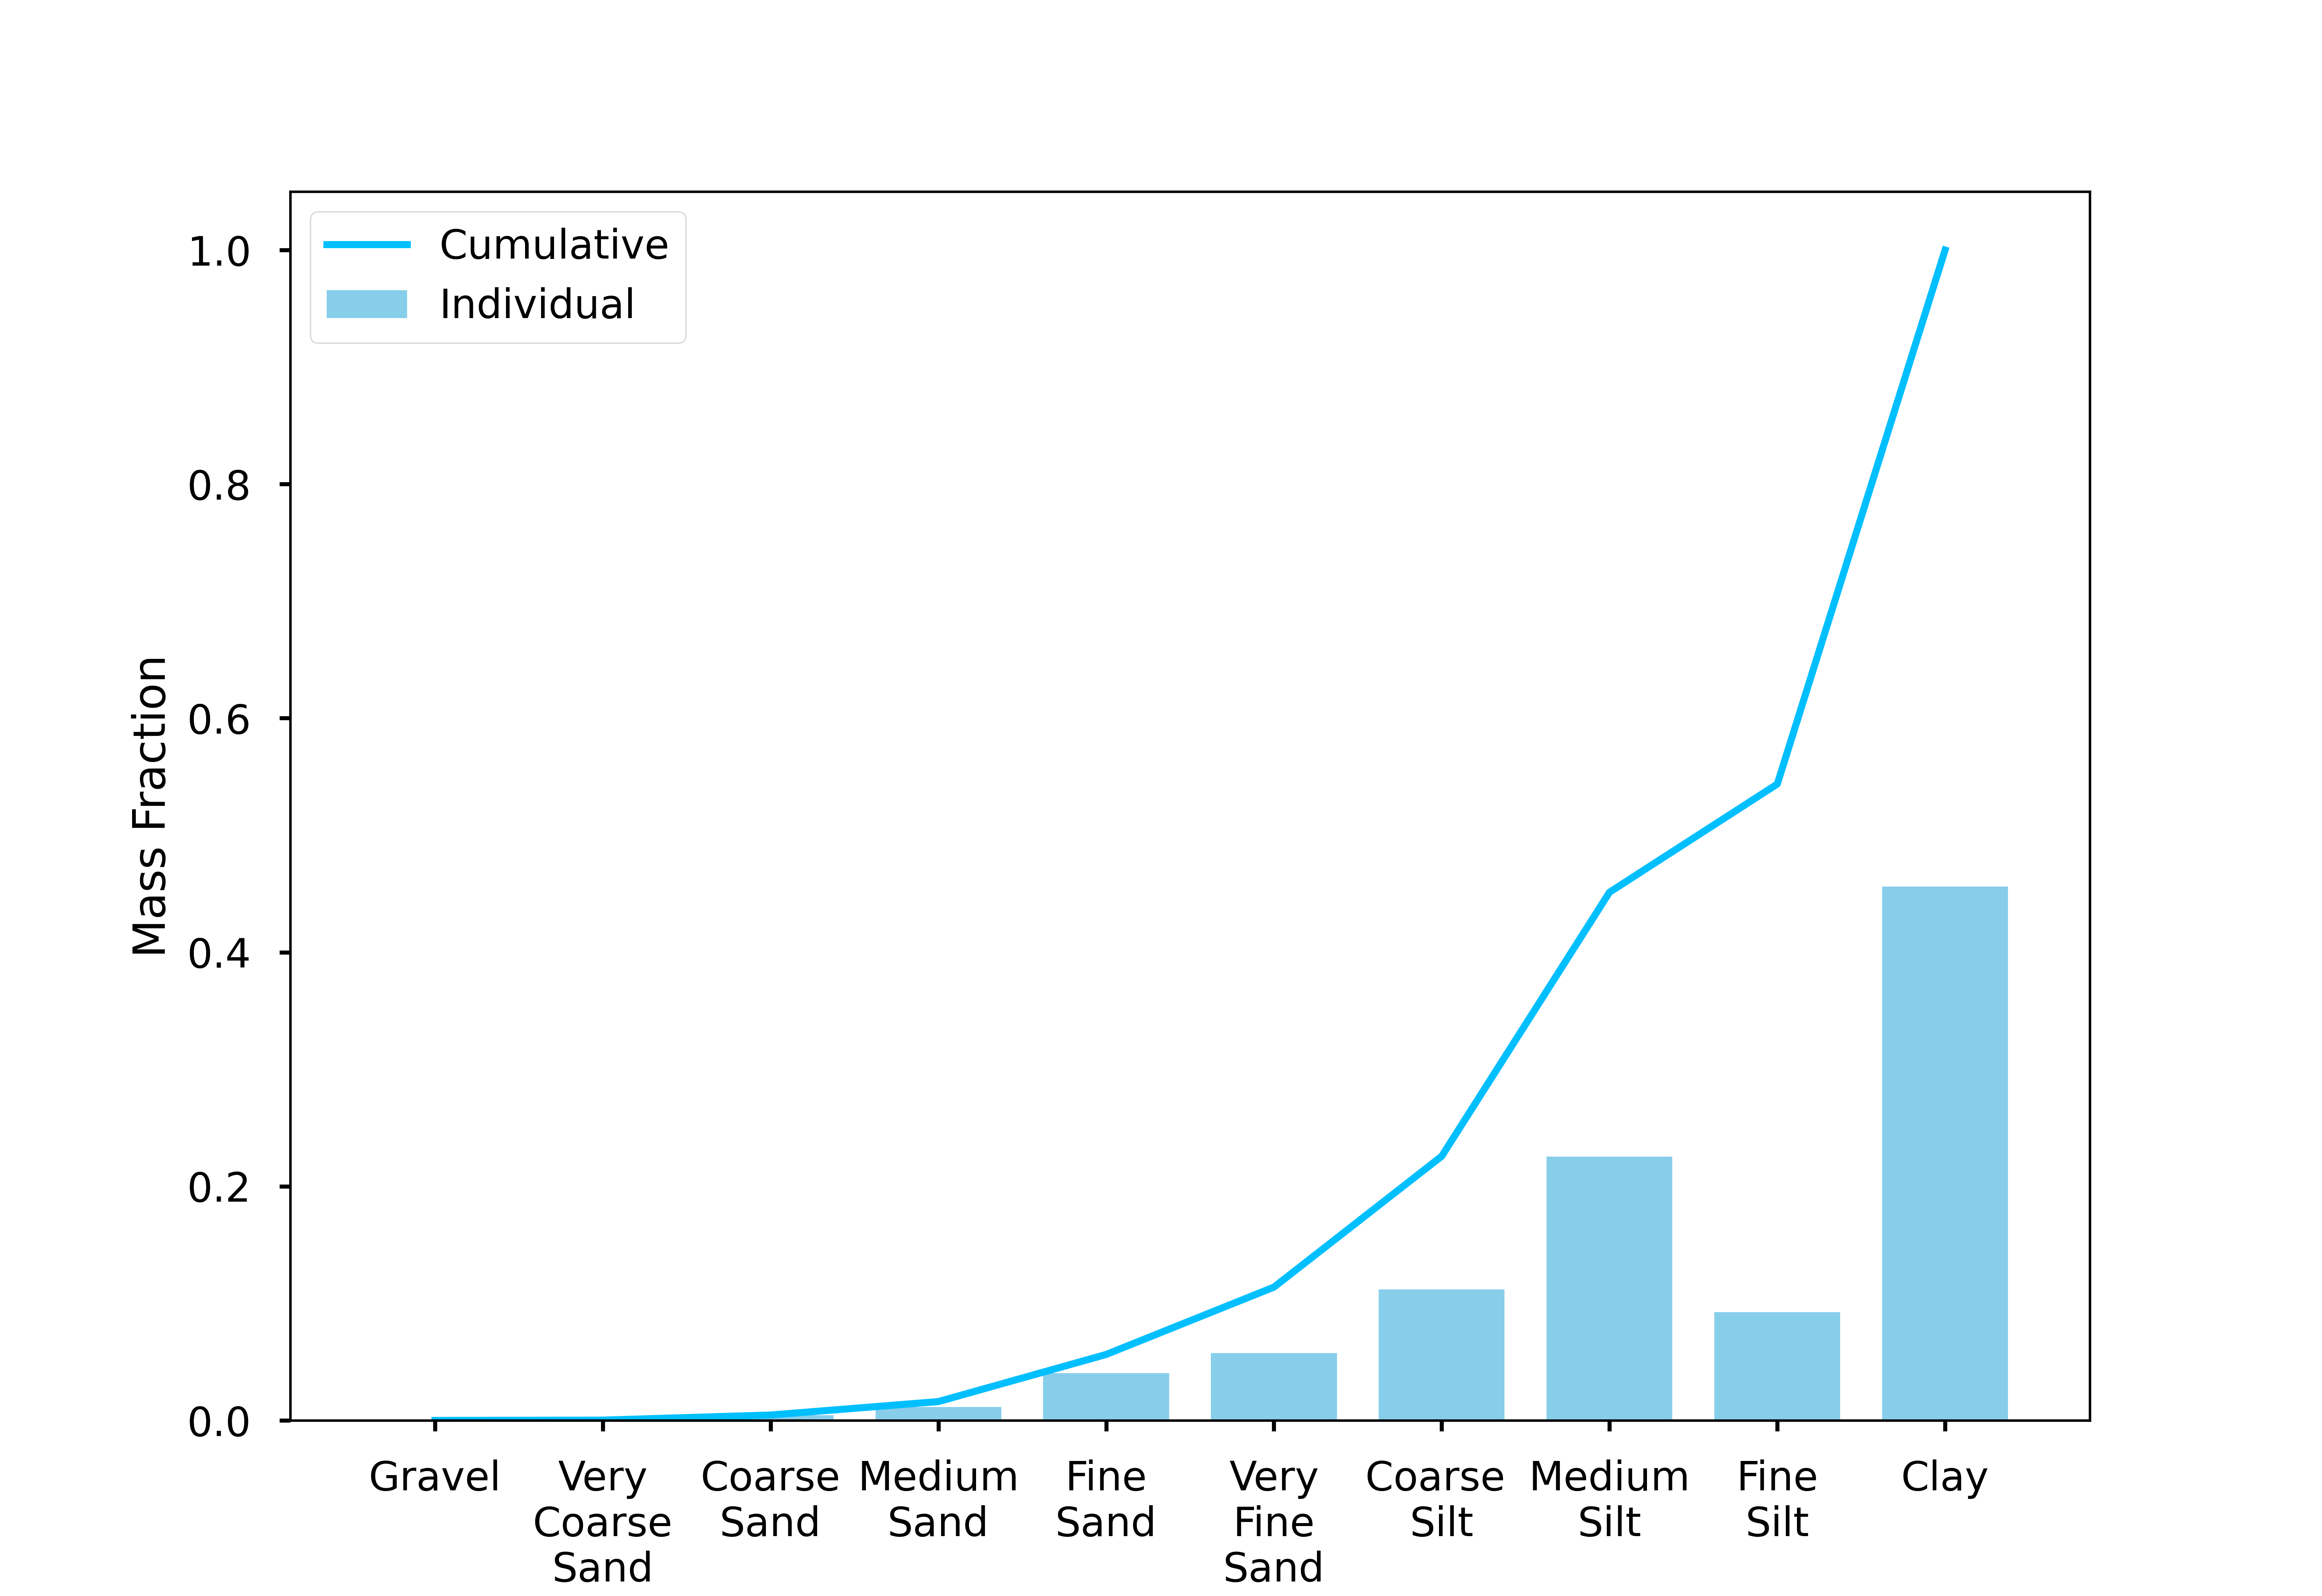 Cumulative
Individual
1.0
0.8
0.6
0.4
0.2
0.0
Mass Fraction
Gravel
Very
Coarse
Sand
Coarse
Sand
Medium
Sand
Fine
Sand
Very
Fine
Sand
Coarse
Silt
Medium
Silt
Fine
Silt
Clay